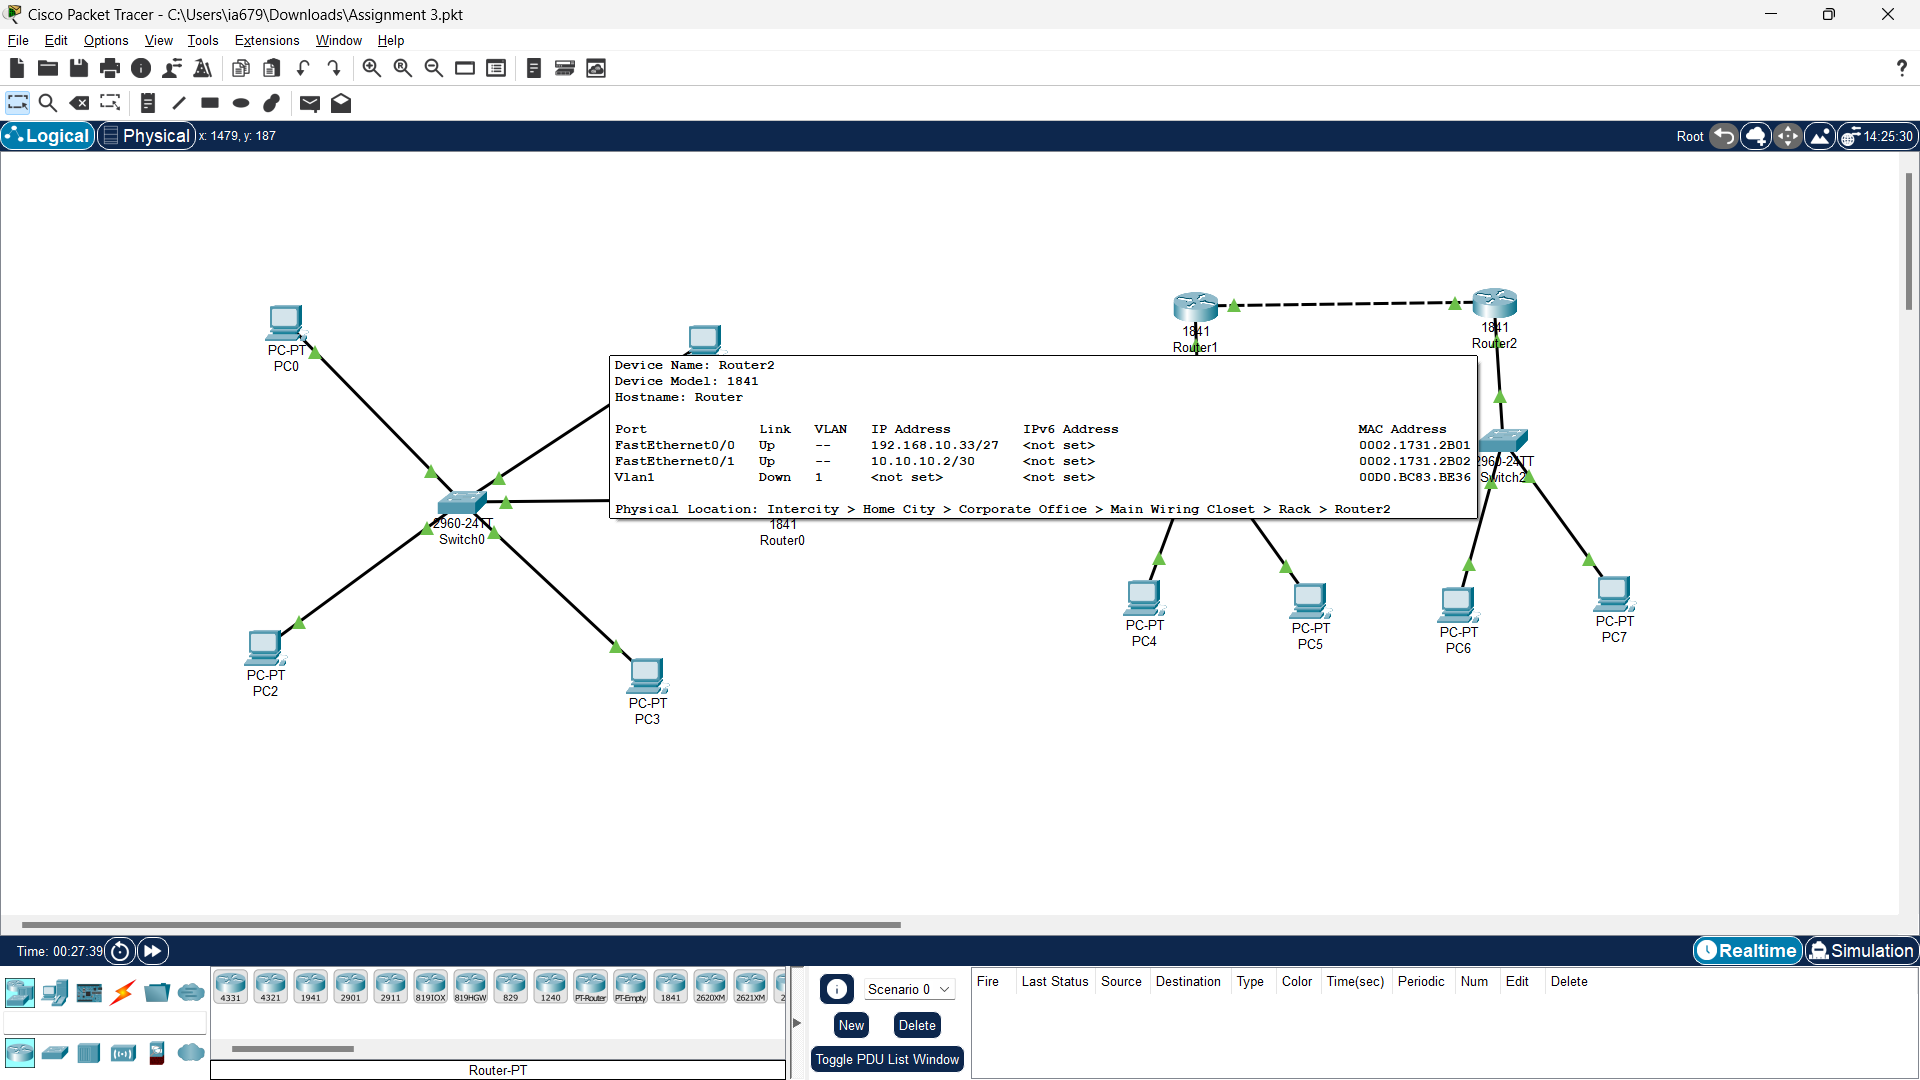 Cisco Packet Tracer - C:\Users\ia679\Downloads\Assignment 3.pkt
File Edit Options View Tools Extensions Window Help
?
Logical Physical x: 1479, y: 187 Root 14:25:30
PC-PT
PC0
1841
Router1
1841
Router2
Device Name: Router2
Device Model: 1841
Hostname: Router
Port Link VLAN IP Address IPv6 Address MAC Address
FastEthernet0/0 Up -- 192.168.10.33/27 <not set> 0002.1731.2B01
FastEthernet0/1 Up -- 10.10.10.2/30 <not set> 0002.1731.2B02
Vlan1 Down 1 <not set> <not set> 00D0.BC83.BE36
Physical Location: Intercity > Home City > Corporate Office > Main Wiring Closet > Rack > Router2
2960-24TT
Switch2
2960-24TT
Switch0
1841
Router0
PC-PT
PC4
PC-PT
PC5
PC-PT
PC6
PC-PT
PC7
PC-PT
PC2
PC-PT
PC3
Time: 00:27:39 Realtime Simulation
4331 4321 1941 2901 2911 819IOX 819HGW 829 1240 PT-Router PT-Empty 1841 2620XM 2621XM 2
Router-PT
Scenario 0
New Delete
Toggle PDU List Window
Fire Last Status Source Destination Type Color Time(sec) Periodic Num Edit Delete